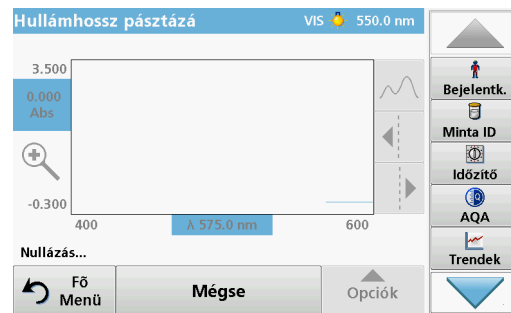 Hullámhossz pásztázá VIS 550.0 nm
3.500
0.000
Abs
-0.300
400 λ 575.0 nm 600
Nullázás...
Fõ
Menü
Mégse
Opciók
Bejelentk.
Minta ID
Időzítő
AQA
Trendek